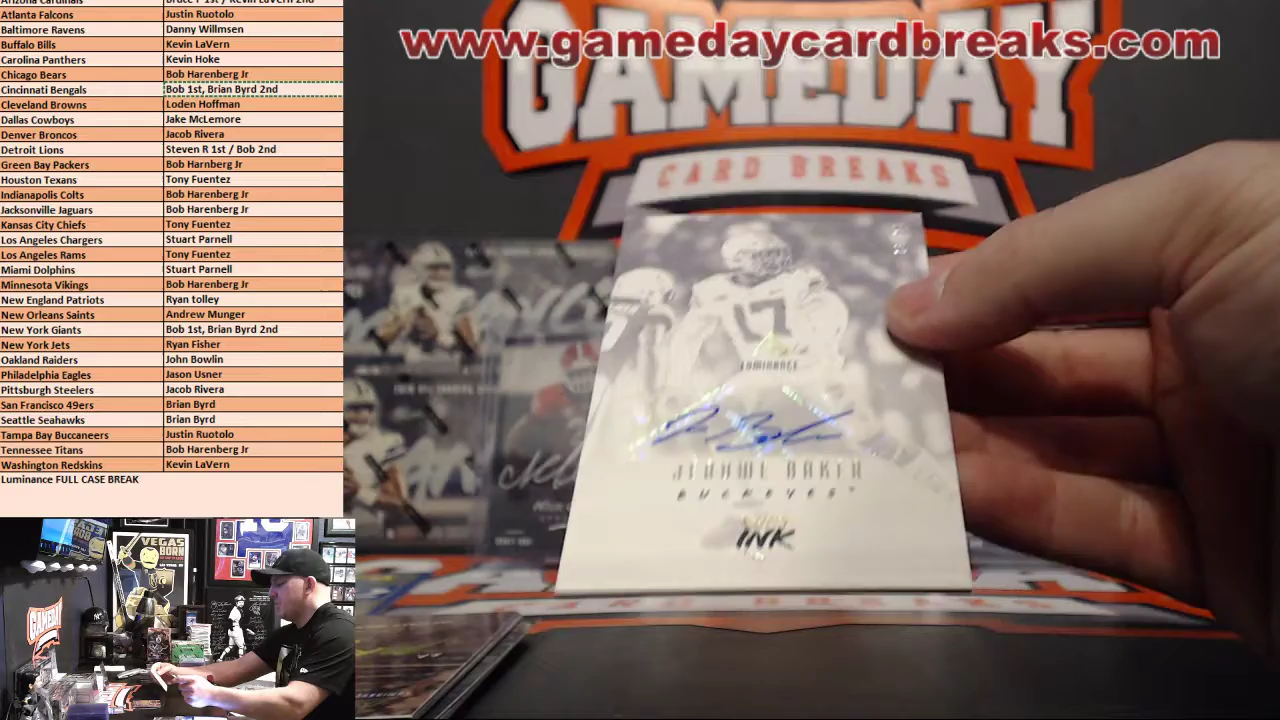 Atlanta Falcons Justin Ruotolo
Baltimore Ravens Danny Willmsen
Buffalo Bills Kevin LaVern
Carolina Panthers Kevin Hoke
Chicago Bears Bob Harenberg Jr
Cincinnati Bengals Bob 1st, Brian Byrd 2nd
Cleveland Browns Loden Hoffman
Dallas Cowboys Jake McLemore
Denver Broncos Jacob Rivera
Detroit Lions Steven R 1st / Bob 2nd
Green Bay Packers Bob Harnberg Jr
Houston Texans Tony Fuentez
Indianapolis Colts Bob Harenberg Jr
Jacksonville Jaguars Bob Harenberg Jr
Kansas City Chiefs Tony Fuentez
Los Angeles Chargers Stuart Parnell
Los Angeles Rams Tony Fuentez
Miami Dolphins Stuart Parnell
Minnesota Vikings Bob Harenberg Jr
New England Patriots Ryan tolley
New Orleans Saints Andrew Munger
New York Giants Bob 1st, Brian Byrd 2nd
New York Jets Ryan Fisher
Oakland Raiders John Bowlin
Philadelphia Eagles Jason Usner
Pittsburgh Steelers Jacob Rivera
San Francisco 49ers Brian Byrd
Seattle Seahawks Brian Byrd
Tampa Bay Buccaneers Justin Ruotolo
Tennessee Titans Bob Harenberg Jr
Washington Redskins Kevin LaVern
Luminance FULL CASE BREAK
www.gamedaycardbreaks.com
GAMEDAY
CARD BREAKS
17
LUMINANCE
JEROME BAKER
BUCKEYES
INK
VEGAS
BORN
GAMEDAY